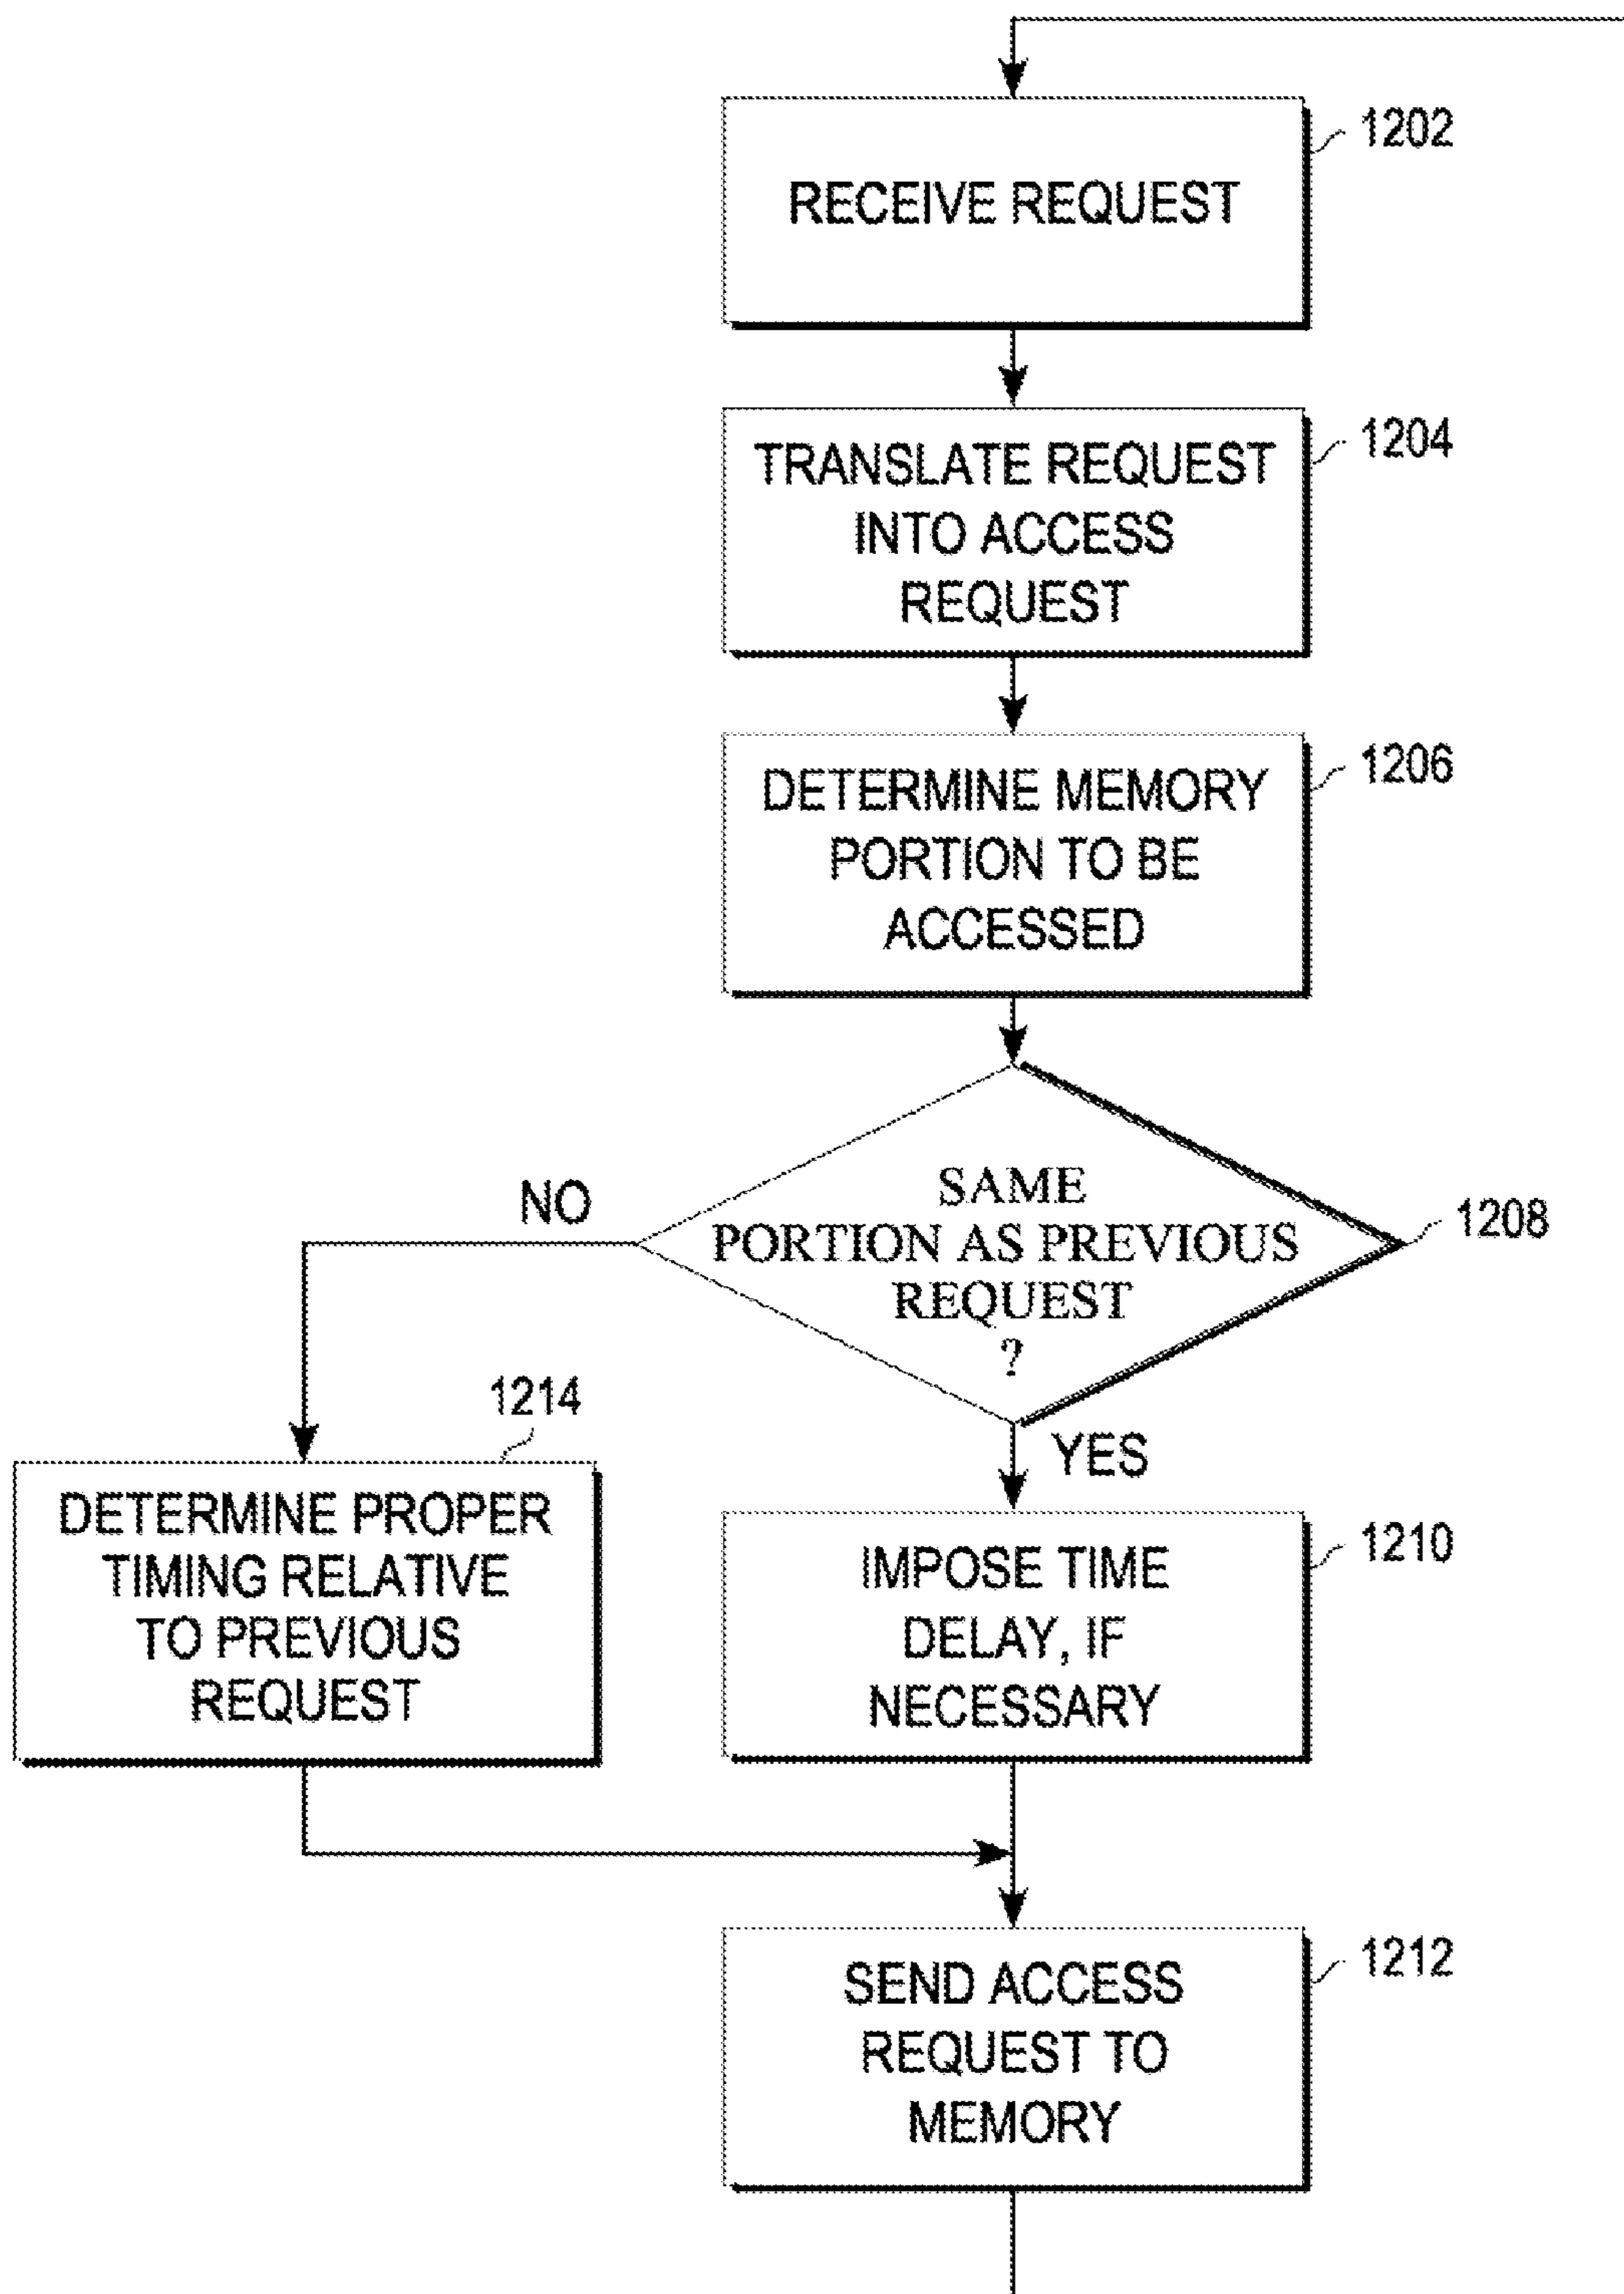 1202
RECEIVE REQUEST
1204
TRANSLATE REQUEST
INTO ACCESS
REQUEST
1206
DETERMINE MEMORY
PORTION TO BE
ACCESSED
1208
SAME
PORTION AS PREVIOUS
REQUEST
?
NO
YES
1214
DETERMINE PROPER
TIMING RELATIVE
TO PREVIOUS
REQUEST
1210
IMPOSE TIME
DELAY, IF
NECESSARY
1212
SEND ACCESS
REQUEST TO
MEMORY